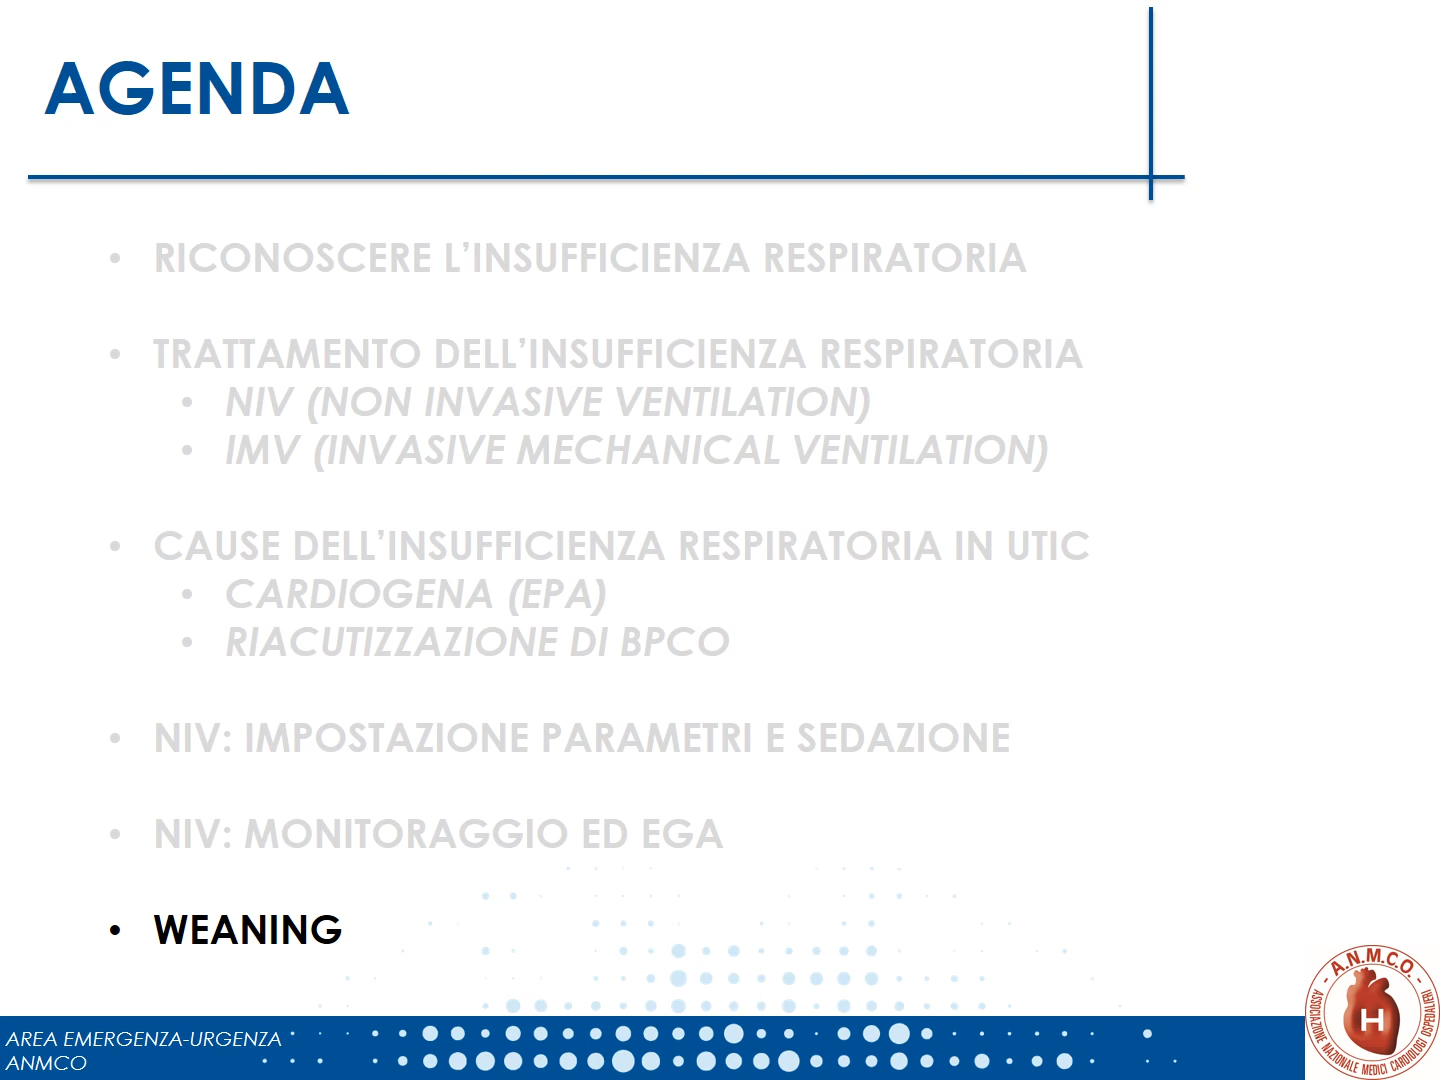 AGENDA
• RICONOSCERE L’INSUFFICIENZA RESPIRATORIA
• TRATTAMENTO DELL’INSUFFICIENZA RESPIRATORIA
• NIV (NON INVASIVE VENTILATION)
• IMV (INVASIVE MECHANICAL VENTILATION)
• CAUSE DELL’INSUFFICIENZA RESPIRATORIA IN UTIC
• CARDIOGENA (EPA)
• RIACUTIZZAZIONE DI BPCO
• NIV: IMPOSTAZIONE PARAMETRI E SEDAZIONE
• NIV: MONITORAGGIO ED EGA
• WEANING
AREA EMERGENZA-URGENZA
ANMCO
- A.N.M.C.O. -
ASSOCIAZIONE NAZIONALE MEDICI CARDIOLOGI OSPEDALIERI
H